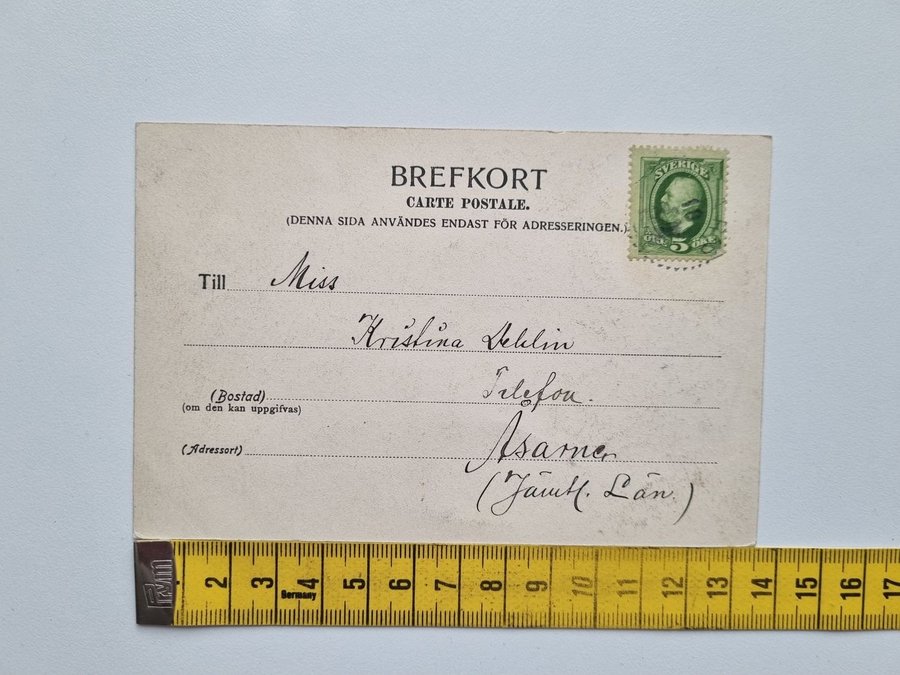 BREFKORT
CARTE POSTALE.
(DENNA SIDA ANVÄNDES ENDAST FÖR ADRESSERINGEN.)
SVERIGE
5
ÖRE
Till Miss
Kristina Dehlin
(Bostad) Telefon.
(om den kan uppgifvas)
(Adressort) Åsarne
(Jämtl. Län.)
2 3 4 5 6 7 8 9 10 11 12 13 14 15 16 17
Germany